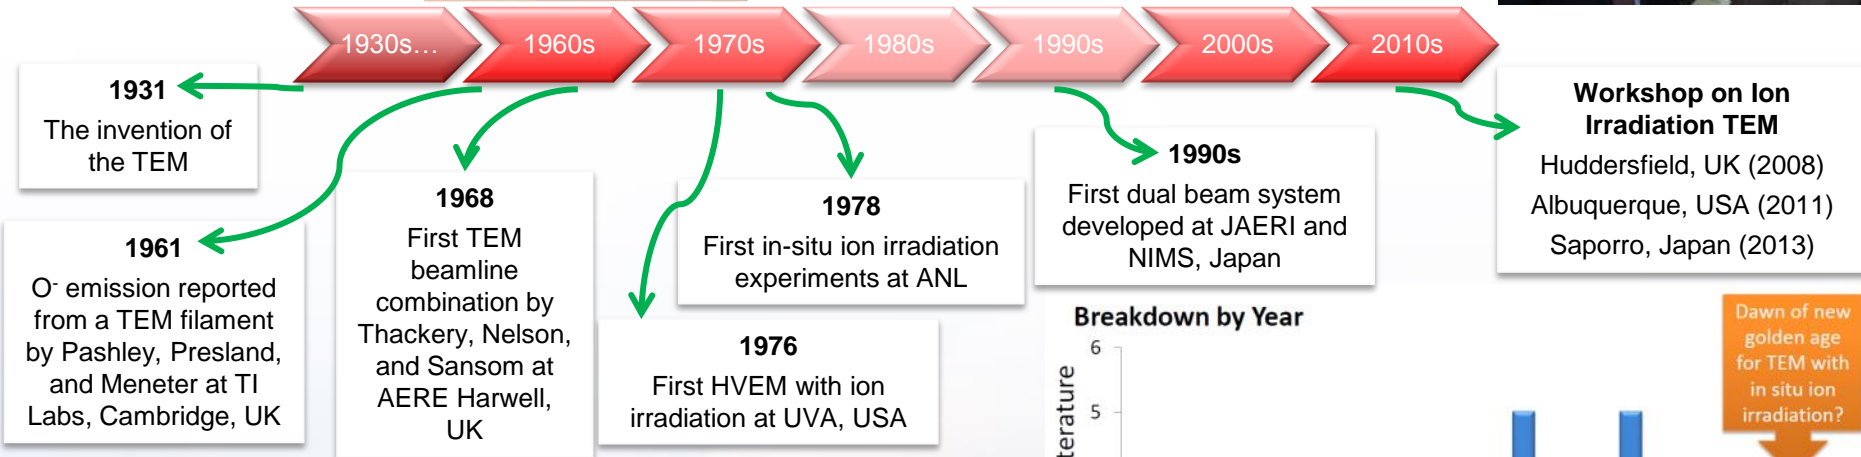 1930s...
1960s
1970s
1980s
1990s
2000s
2010s
1931
The invention of
the TEM
1961
O- emission reported
from a TEM filament
by Pashley, Presland,
and Meneter at TI
Labs, Cambridge, UK
1968
First TEM
beamline
combination by
Thackery, Nelson,
and Sansom at
AERE Harwell,
UK
1976
First HVEM with ion
irradiation at UVA, USA
1978
First in-situ ion irradiation
experiments at ANL
1990s
First dual beam system
developed at JAERI and
NIMS, Japan
Workshop on Ion
Irradiation TEM
Huddersfield, UK (2008)
Albuquerque, USA (2011)
Saporro, Japan (2013)
Breakdown by Year
6
5
Dawn of new
golden age
for TEM with
in situ ion
irradiation?